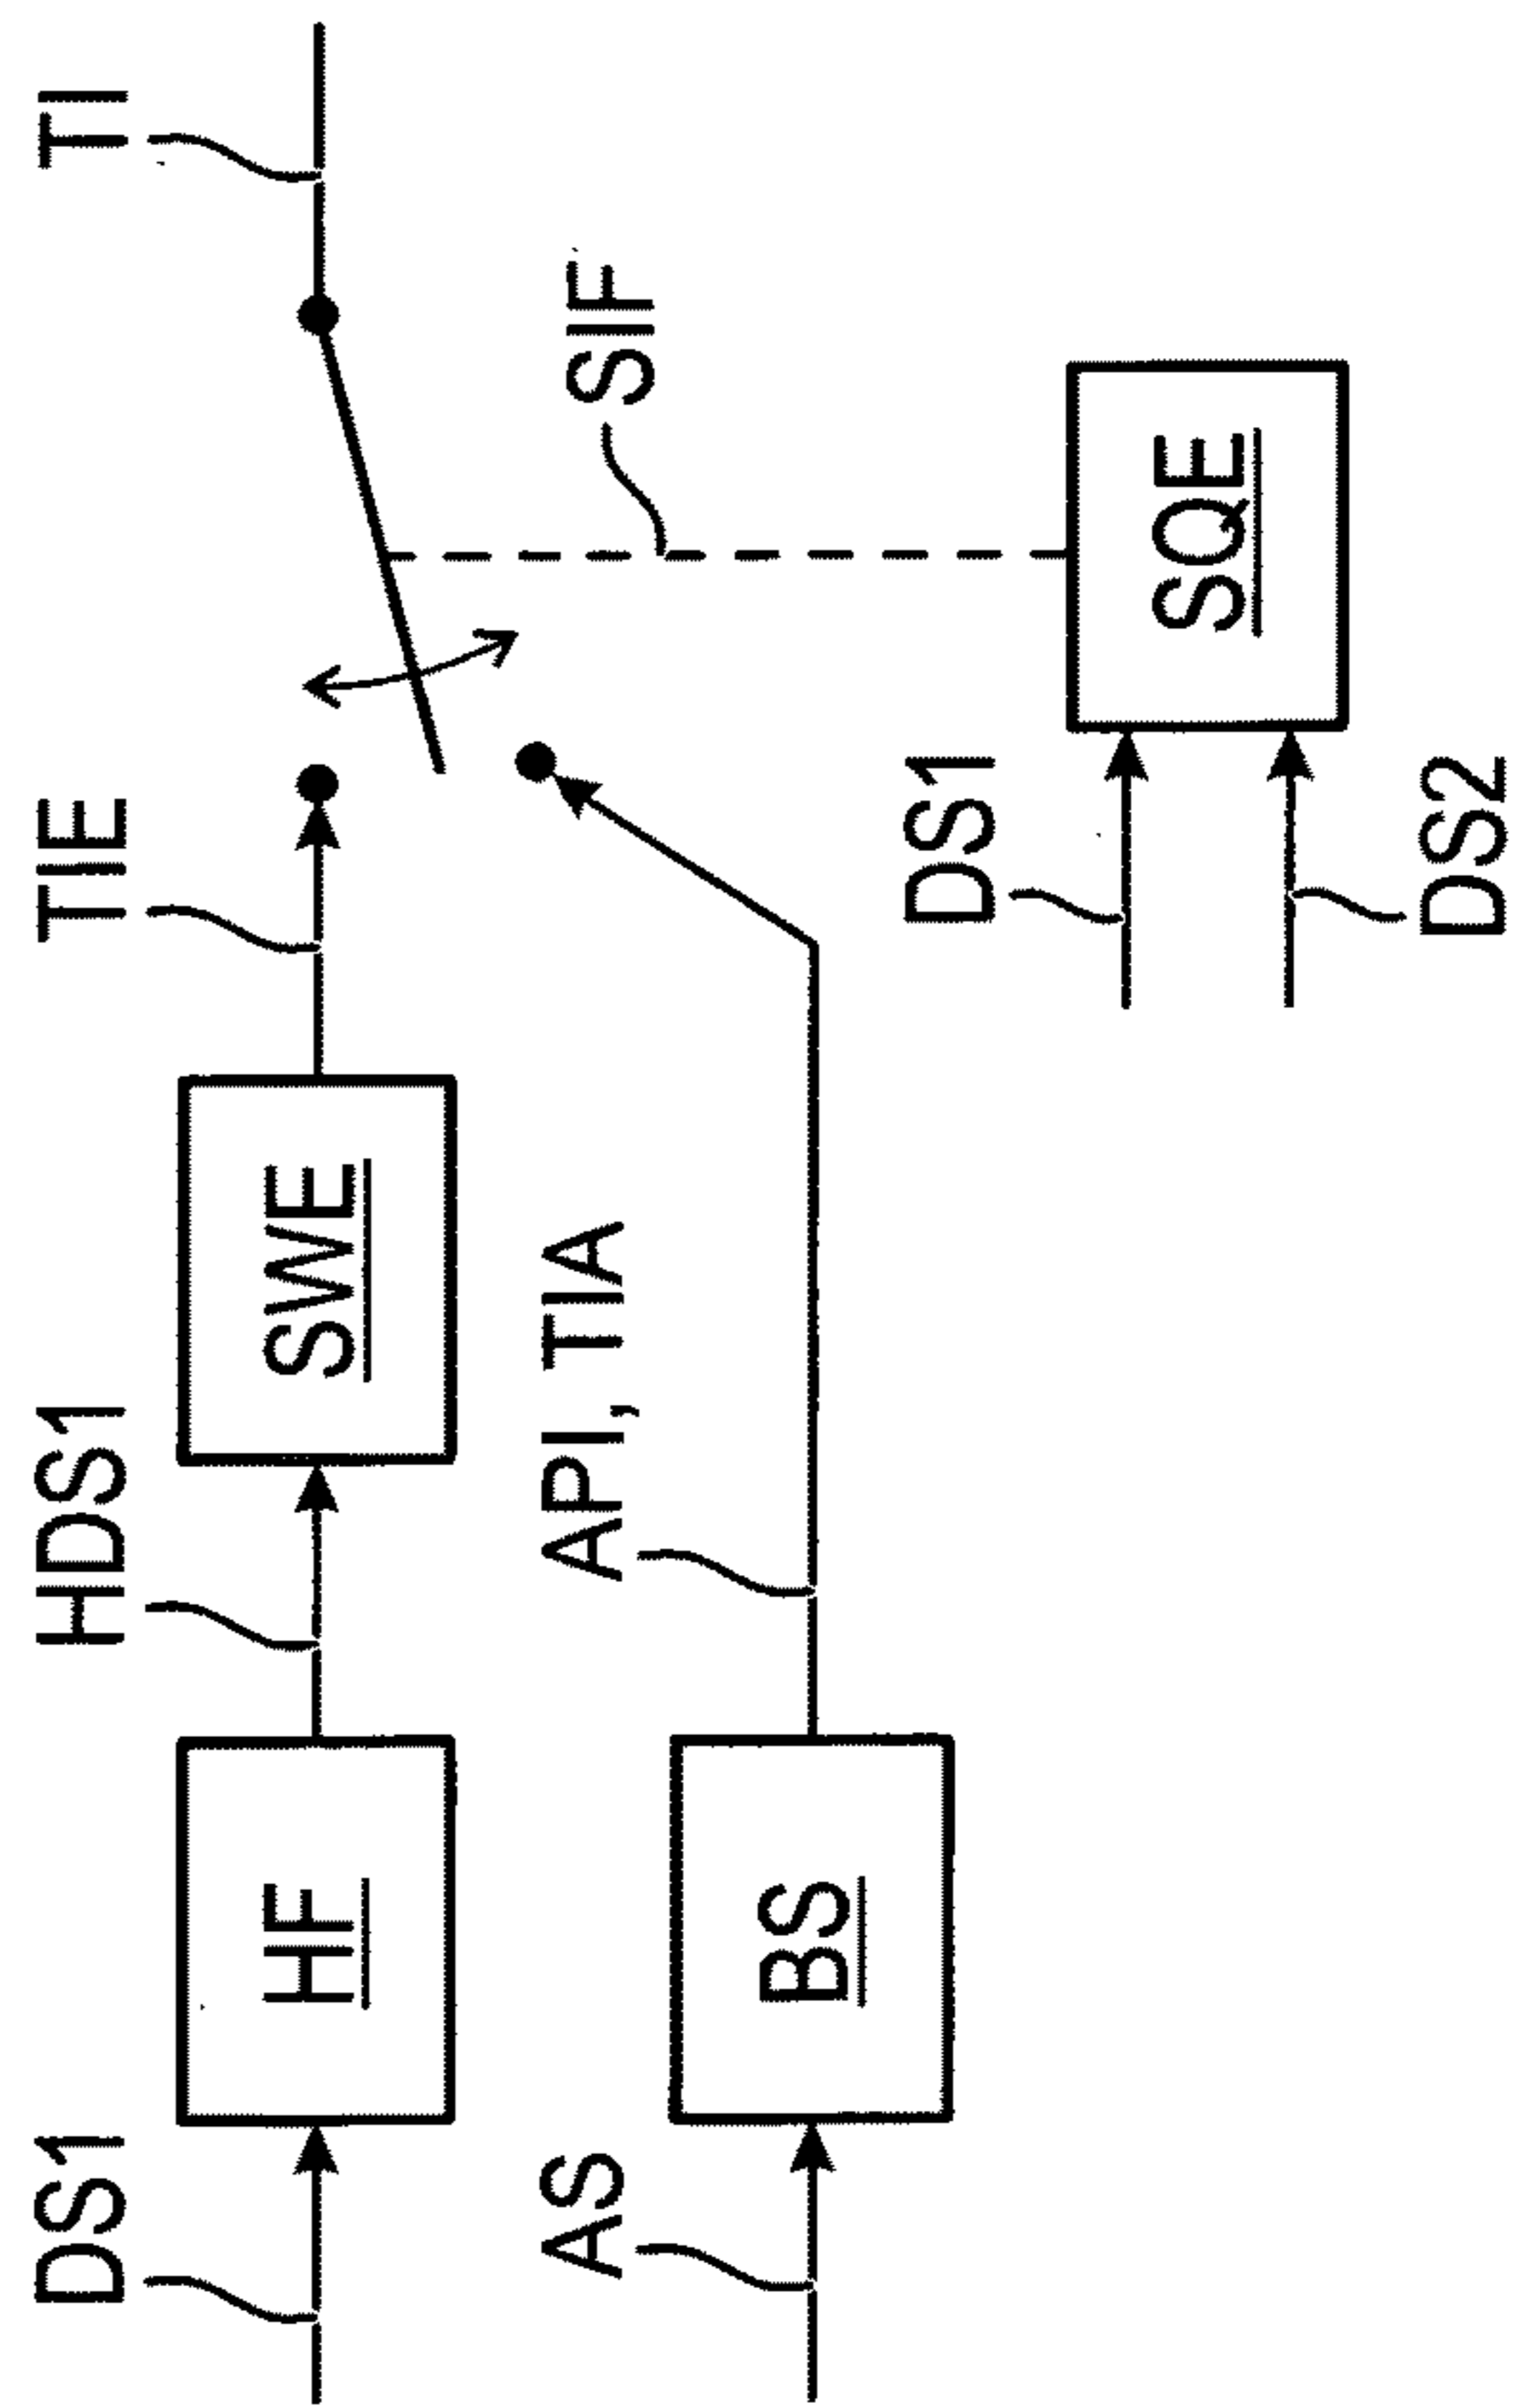 DS1
HF
HDS1
SWE
TIE
TI
AS
BS
API, TIA
SIF
DS1
SQE
DS2